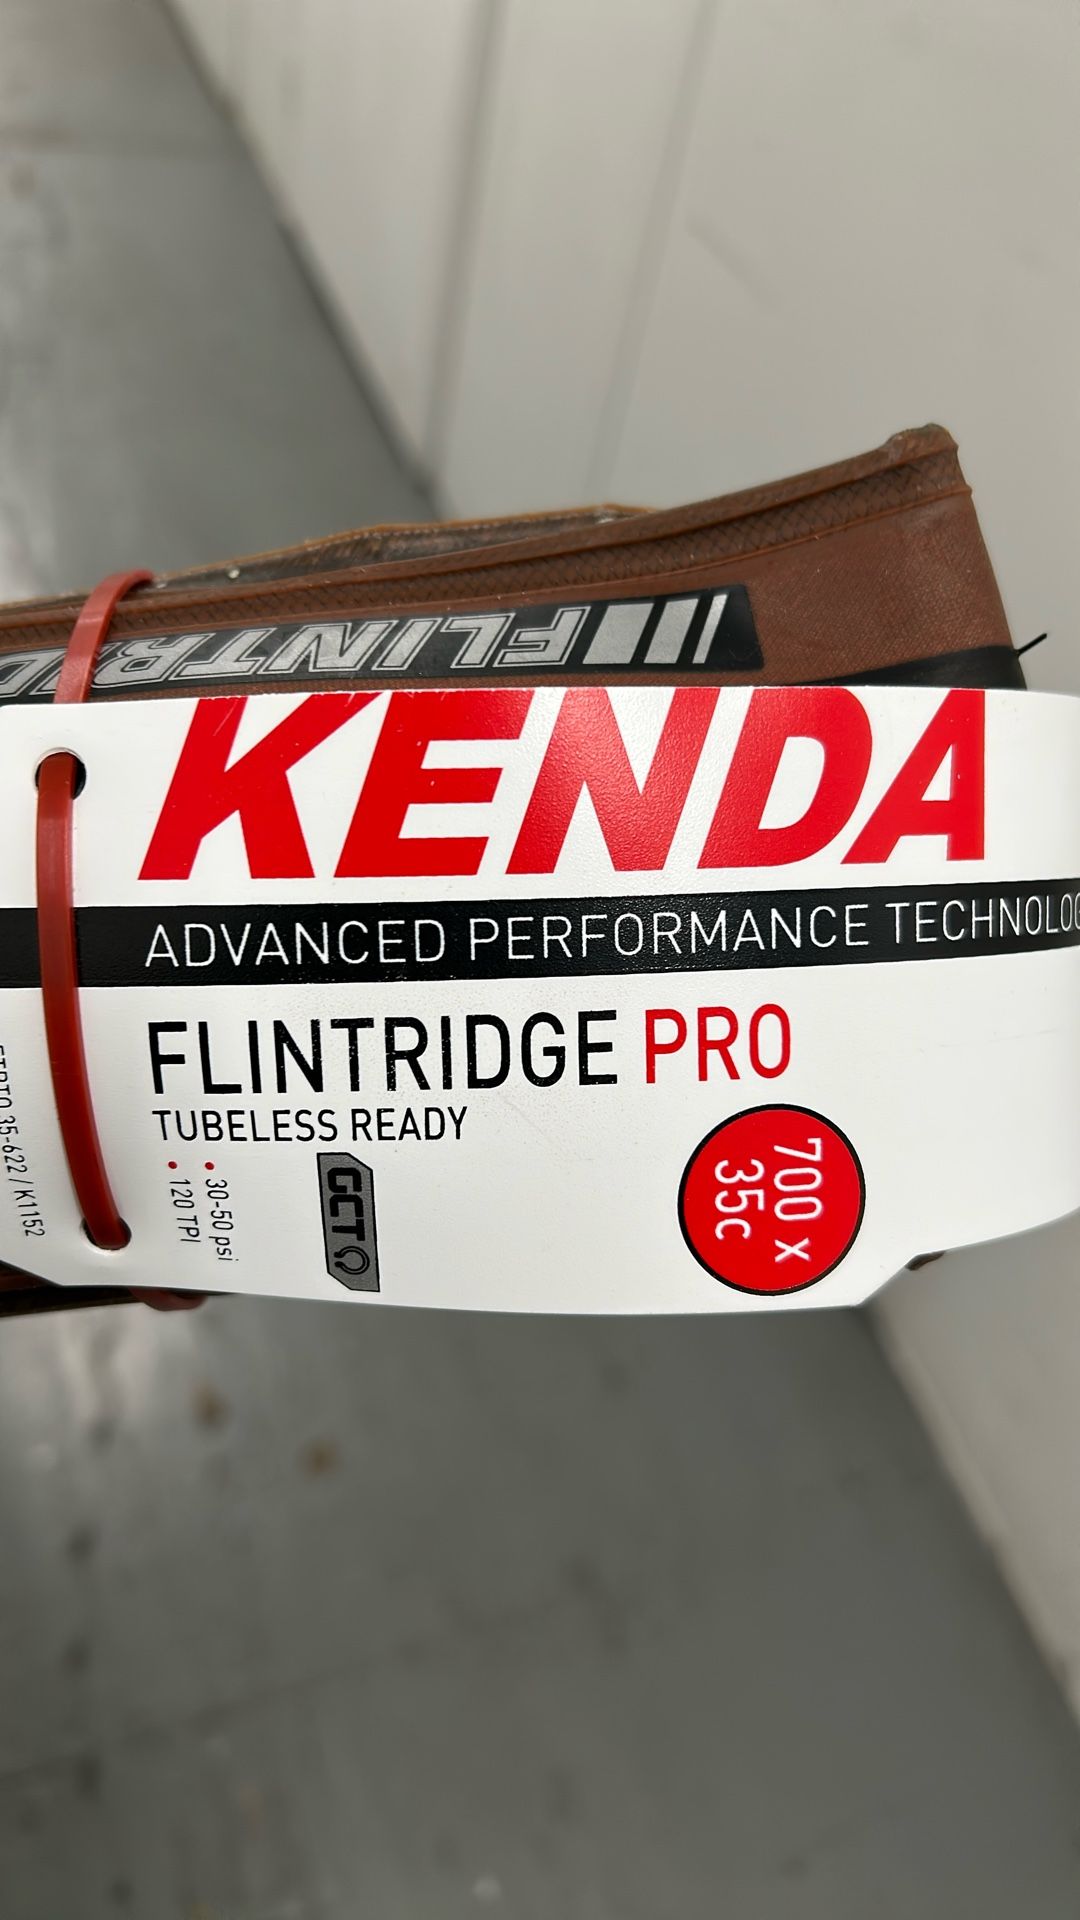 FLINTRID
KENDA
ADVANCED PERFORMANCE TECHNOLOG
FLINTRIDGE PRO
TUBELESS READY
• 30-50 psi
• 120 TPI
GCT
700 x
35c
35-622 / K1152